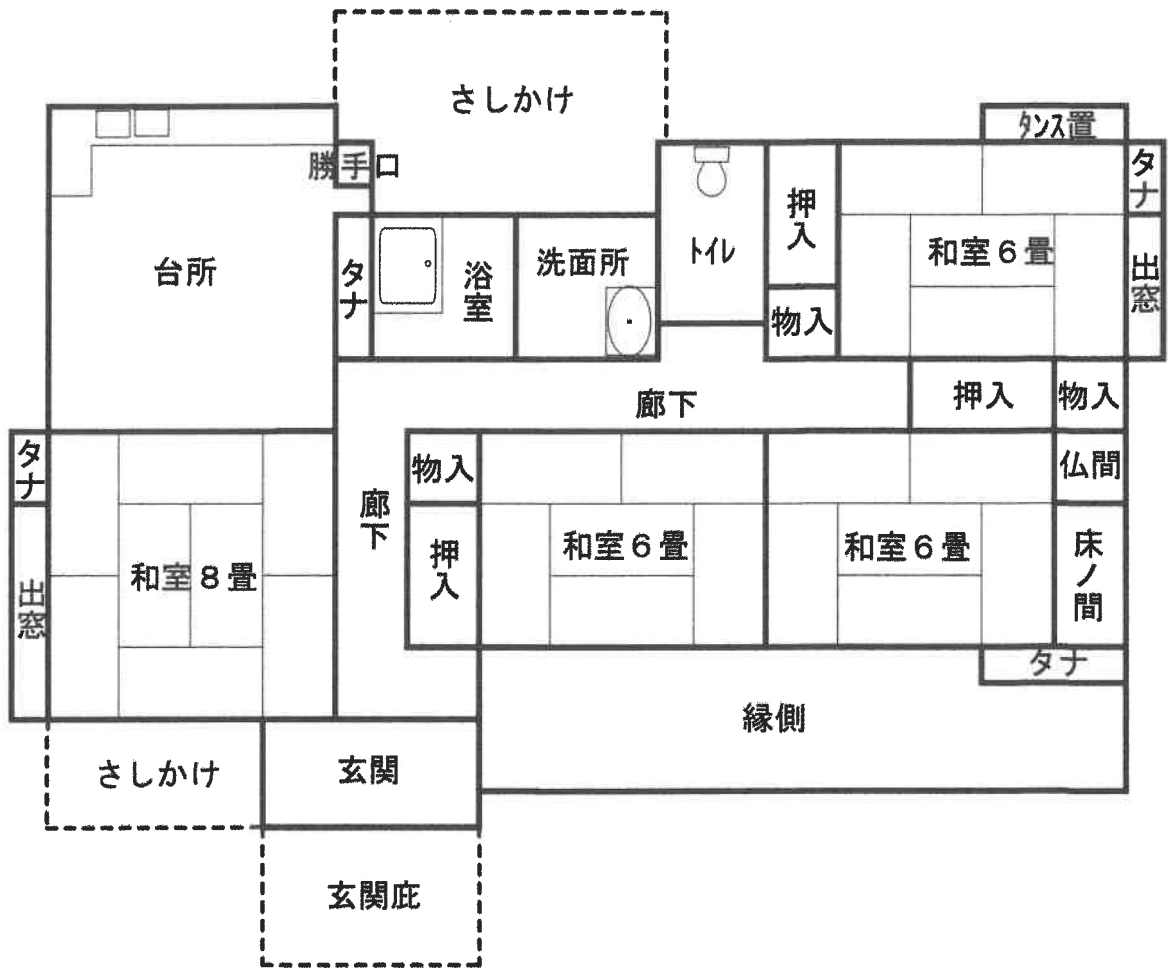 さしかけ
タンス置
勝手口
タナ
押入
トイレ
和室６畳
洗面所
台所
タナ
浴室
出窓
物入
廊下
押入
物入
タナ
物入
仏間
廊下
和室６畳
和室６畳
押入
床ノ間
和室８畳
出窓
タナ
縁側
さしかけ
玄関
玄関庇